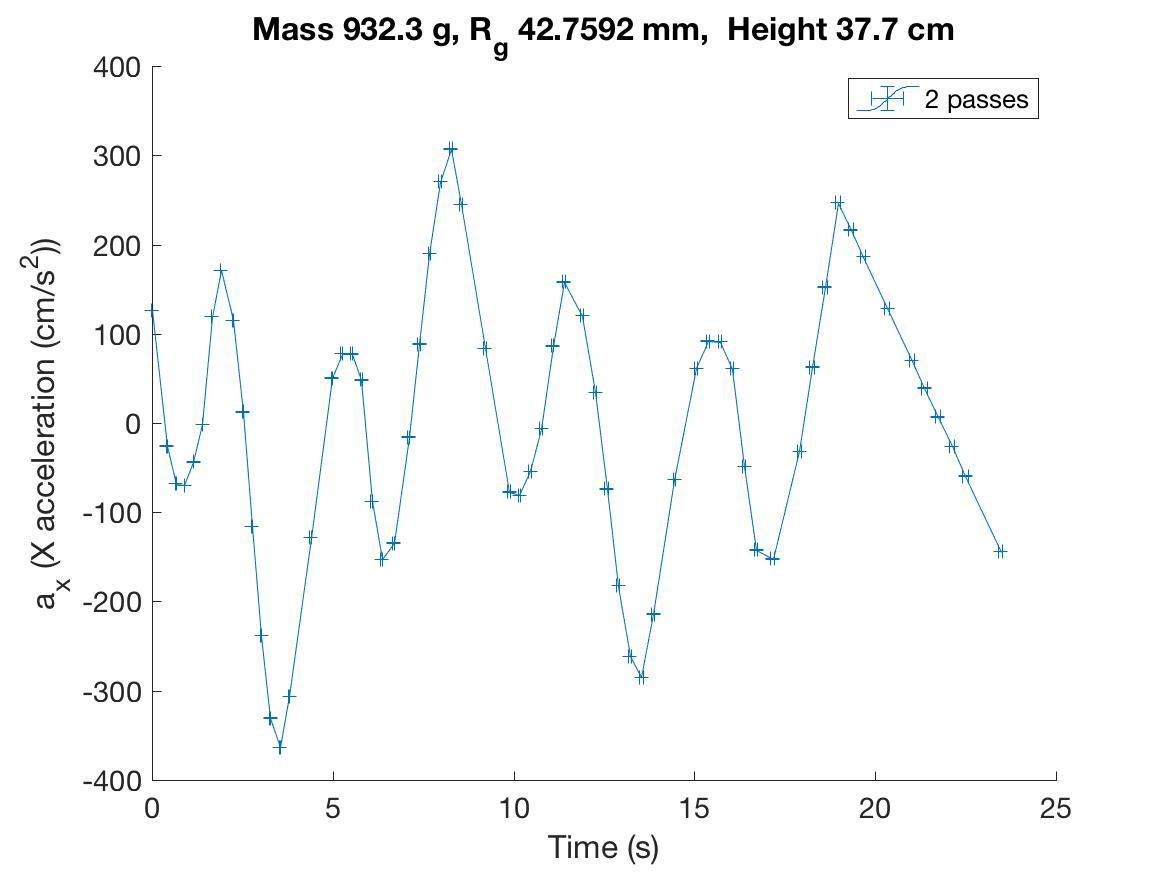 Mass 932.3 g, Rg 42.7592 mm,  Height 37.7 cm
2 passes
400
300
200
100
0
-100
-200
-300
-400
ax (X acceleration (cm/s2))
0 5 10 15 20 25
Time (s)